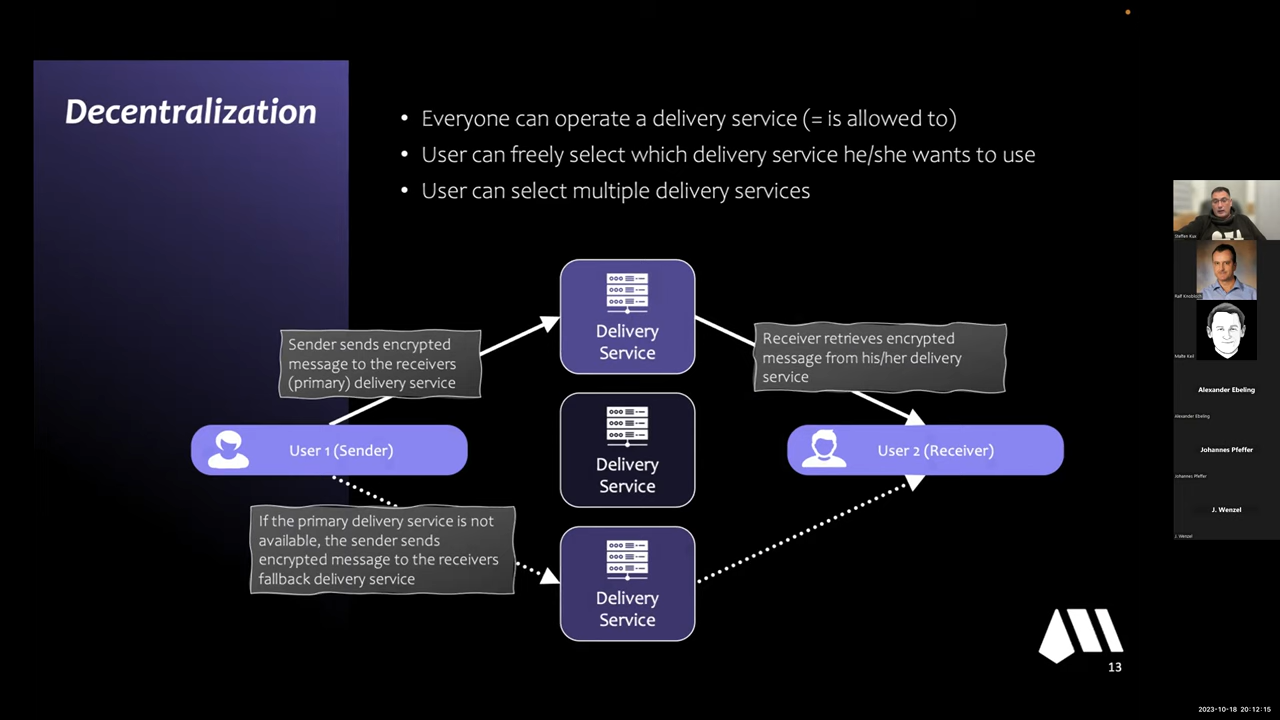 Decentralization
• Everyone can operate a delivery service (= is allowed to)
• User can freely select which delivery service he/she wants to use
• User can select multiple delivery services
Delivery
Service
Sender sends encrypted
message to the receivers
(primary) delivery service
Receiver retrieves encrypted
message from his/her delivery
service
User 1 (Sender)
Delivery
Service
User 2 (Receiver)
If the primary delivery service is not
available, the sender sends
encrypted message to the receivers
fallback delivery service
Delivery
Service
13
Steffen Kux
Ralf Knobloch
Malte Kell
Alexander Ebeling
Alexander Ebeling
Johannes Pfeffer
Johannes Pfeffer
J. Wenzel
J. Wenzel
2023-10-18 20:12:15